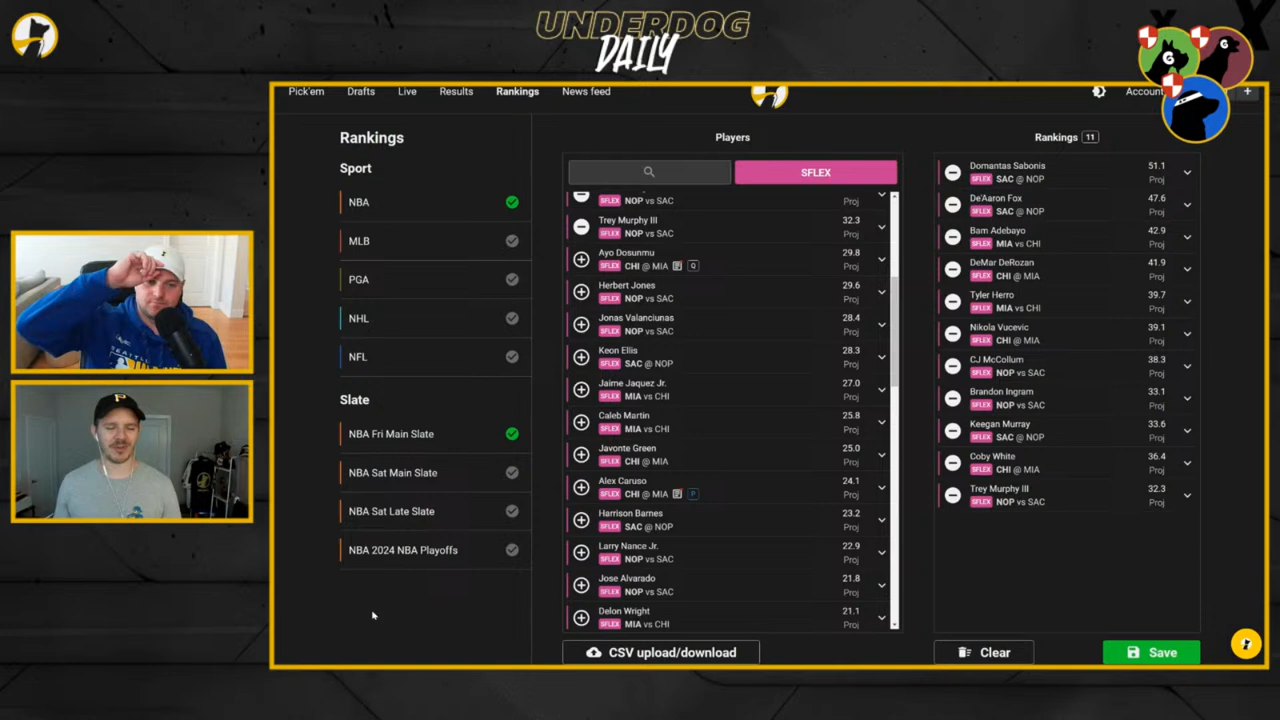 UNDERDOG
DAILY
Pick'em Drafts Live Results Rankings News feed
Account
Rankings
Sport
NBA
MLB
PGA
NHL
NFL
Slate
NBA Fri Main Slate
NBA Sat Main Slate
NBA Sat Late Slate
NBA 2024 NBA Playoffs
Players
SFLEX
SFLEX NOP vs SAC Proj
Trey Murphy III 32.3
SFLEX NOP vs SAC Proj
Ayo Dosunmu 29.8
SFLEX CHI @ MIA Q Proj
Herbert Jones 29.6
SFLEX NOP vs SAC Proj
Jonas Valanciunas 28.4
SFLEX NOP vs SAC Proj
Keon Ellis 28.3
SFLEX SAC @ NOP Proj
Jaime Jaquez Jr. 27.0
SFLEX MIA vs CHI Proj
Caleb Martin 25.8
SFLEX MIA vs CHI Proj
Javonte Green 25.0
SFLEX CHI @ MIA Proj
Alex Caruso 24.1
SFLEX CHI @ MIA P Proj
Harrison Barnes 23.2
SFLEX SAC @ NOP Proj
Larry Nance Jr. 22.9
SFLEX NOP vs SAC Proj
Jose Alvarado 21.8
SFLEX NOP vs SAC Proj
Delon Wright 21.1
SFLEX MIA vs CHI Proj
CSV upload/download
Rankings 11
Domantas Sabonis 51.1
SFLEX SAC @ NOP Proj
De'Aaron Fox 47.6
SFLEX SAC @ NOP Proj
Bam Adebayo 42.9
SFLEX MIA vs CHI Proj
DeMar DeRozan 41.9
SFLEX CHI @ MIA Proj
Tyler Herro 39.7
SFLEX MIA vs CHI Proj
Nikola Vucevic 39.1
SFLEX CHI @ MIA Proj
CJ McCollum 38.3
SFLEX NOP vs SAC Proj
Brandon Ingram 33.1
SFLEX NOP vs SAC Proj
Keegan Murray 33.6
SFLEX SAC @ NOP Proj
Coby White 36.4
SFLEX CHI @ MIA Proj
Trey Murphy III 32.3
SFLEX NOP vs SAC Proj
Clear
Save
G
G
P